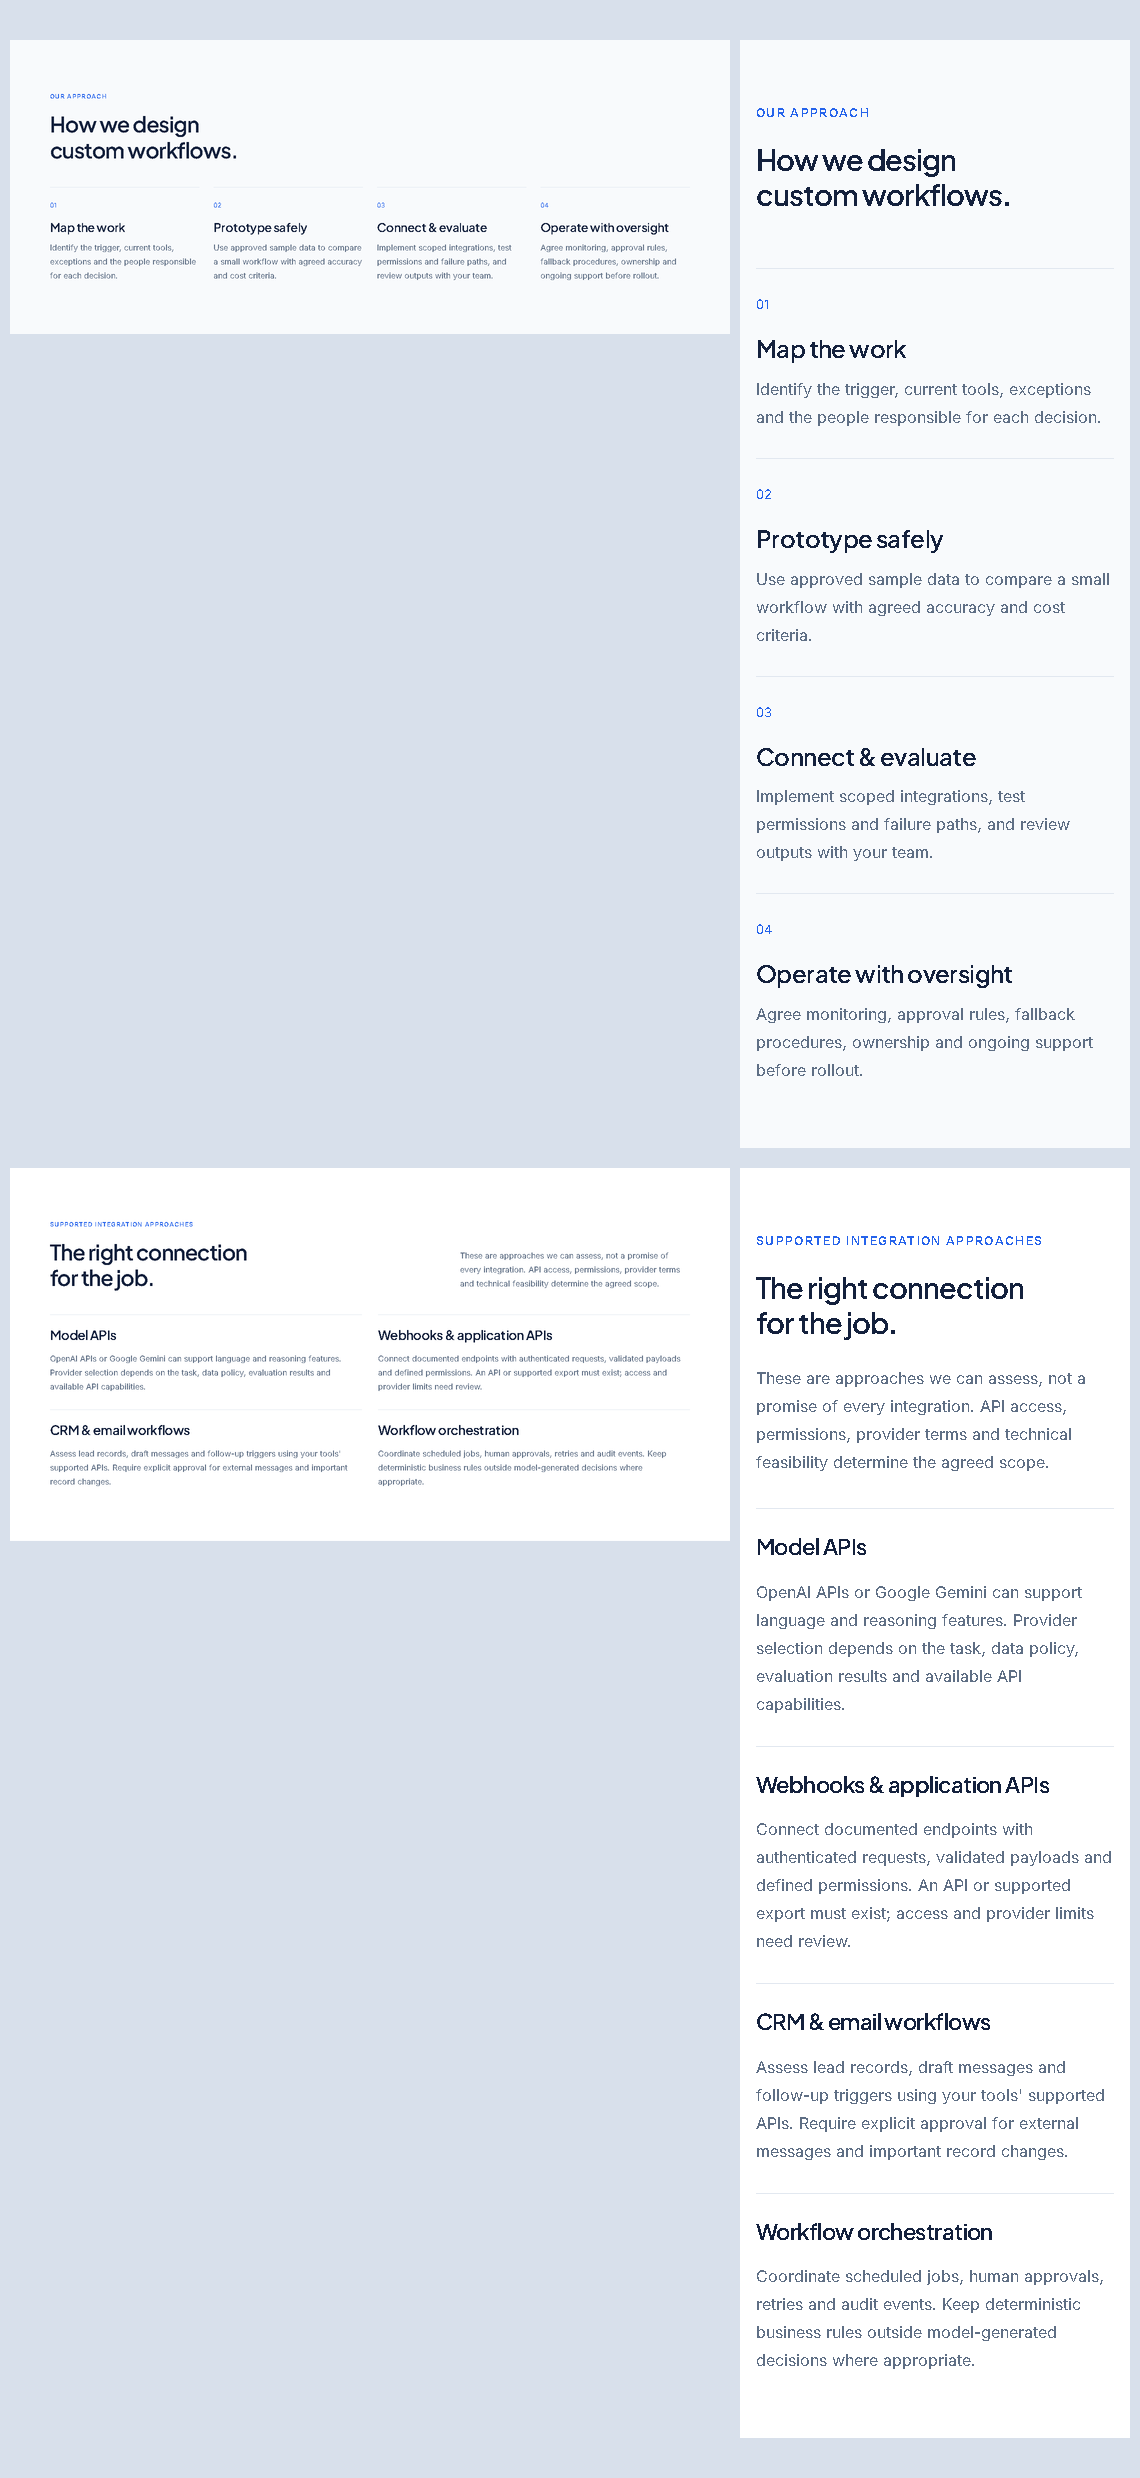 OUR APPROACH
How we design
custom workflows.
01
Map the work
Identify the trigger, current tools,
exceptions and the people responsible
for each decision.
02
Prototype safely
Use approved sample data to compare
a small workflow with agreed accuracy
and cost criteria.
03
Connect & evaluate
Implement scoped integrations, test
permissions and failure paths, and
review outputs with your team.
04
Operate with oversight
Agree monitoring, approval rules,
fallback procedures, ownership and
ongoing support before rollout.
OUR APPROACH
How we design
custom workflows.
01
Map the work
Identify the trigger, current tools, exceptions
and the people responsible for each decision.
02
Prototype safely
Use approved sample data to compare a small
workflow with agreed accuracy and cost
criteria.
03
Connect & evaluate
Implement scoped integrations, test
permissions and failure paths, and review
outputs with your team.
04
Operate with oversight
Agree monitoring, approval rules, fallback
procedures, ownership and ongoing support
before rollout.
SUPPORTED INTEGRATION APPROACHES
The right connection
for the job.
These are approaches we can assess, not a promise of
every integration. API access, permissions, provider terms
and technical feasibility determine the agreed scope.
Model APIs
OpenAI APIs or Google Gemini can support language and reasoning features.
Provider selection depends on the task, data policy, evaluation results and
available API capabilities.
Webhooks & application APIs
Connect documented endpoints with authenticated requests, validated payloads
and defined permissions. An API or supported export must exist; access and
provider limits need review.
CRM & email workflows
Assess lead records, draft messages and follow-up triggers using your tools'
supported APIs. Require explicit approval for external messages and important
record changes.
Workflow orchestration
Coordinate scheduled jobs, human approvals, retries and audit events. Keep
deterministic business rules outside model-generated decisions where
appropriate.
SUPPORTED INTEGRATION APPROACHES
The right connection
for the job.
These are approaches we can assess, not a
promise of every integration. API access,
permissions, provider terms and technical
feasibility determine the agreed scope.
Model APIs
OpenAI APIs or Google Gemini can support
language and reasoning features. Provider
selection depends on the task, data policy,
evaluation results and available API
capabilities.
Webhooks & application APIs
Connect documented endpoints with
authenticated requests, validated payloads and
defined permissions. An API or supported
export must exist; access and provider limits
need review.
CRM & email workflows
Assess lead records, draft messages and
follow-up triggers using your tools' supported
APIs. Require explicit approval for external
messages and important record changes.
Workflow orchestration
Coordinate scheduled jobs, human approvals,
retries and audit events. Keep deterministic
business rules outside model-generated
decisions where appropriate.